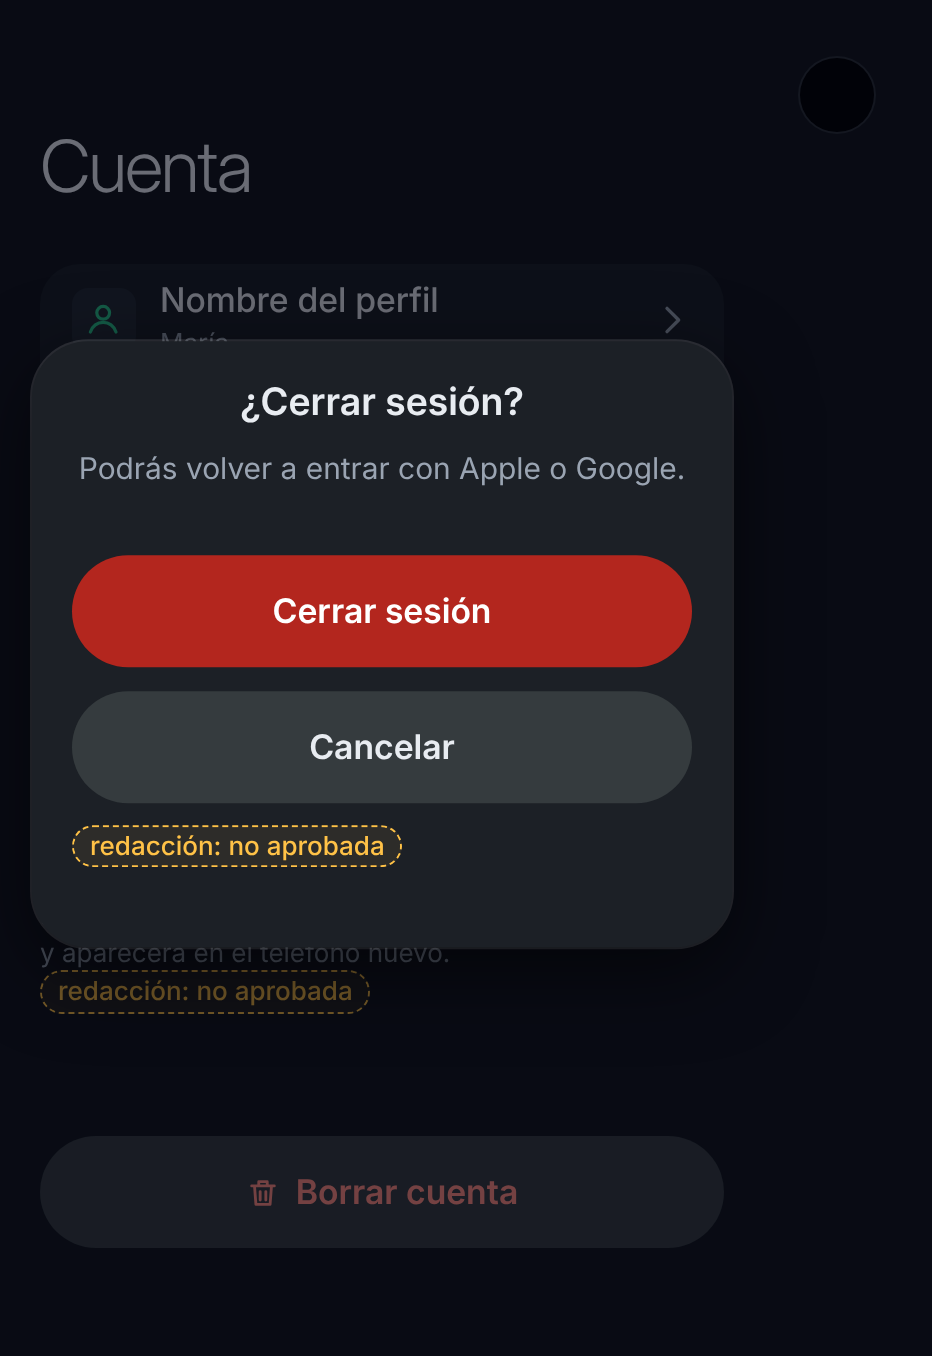 Cuenta
Nombre del perfil
María
¿Cerrar sesión?
Podrás volver a entrar con Apple o Google.
Cerrar sesión
Cancelar
redacción: no aprobada
y aparecerá en el teléfono nuevo.
redacción: no aprobada
Borrar cuenta